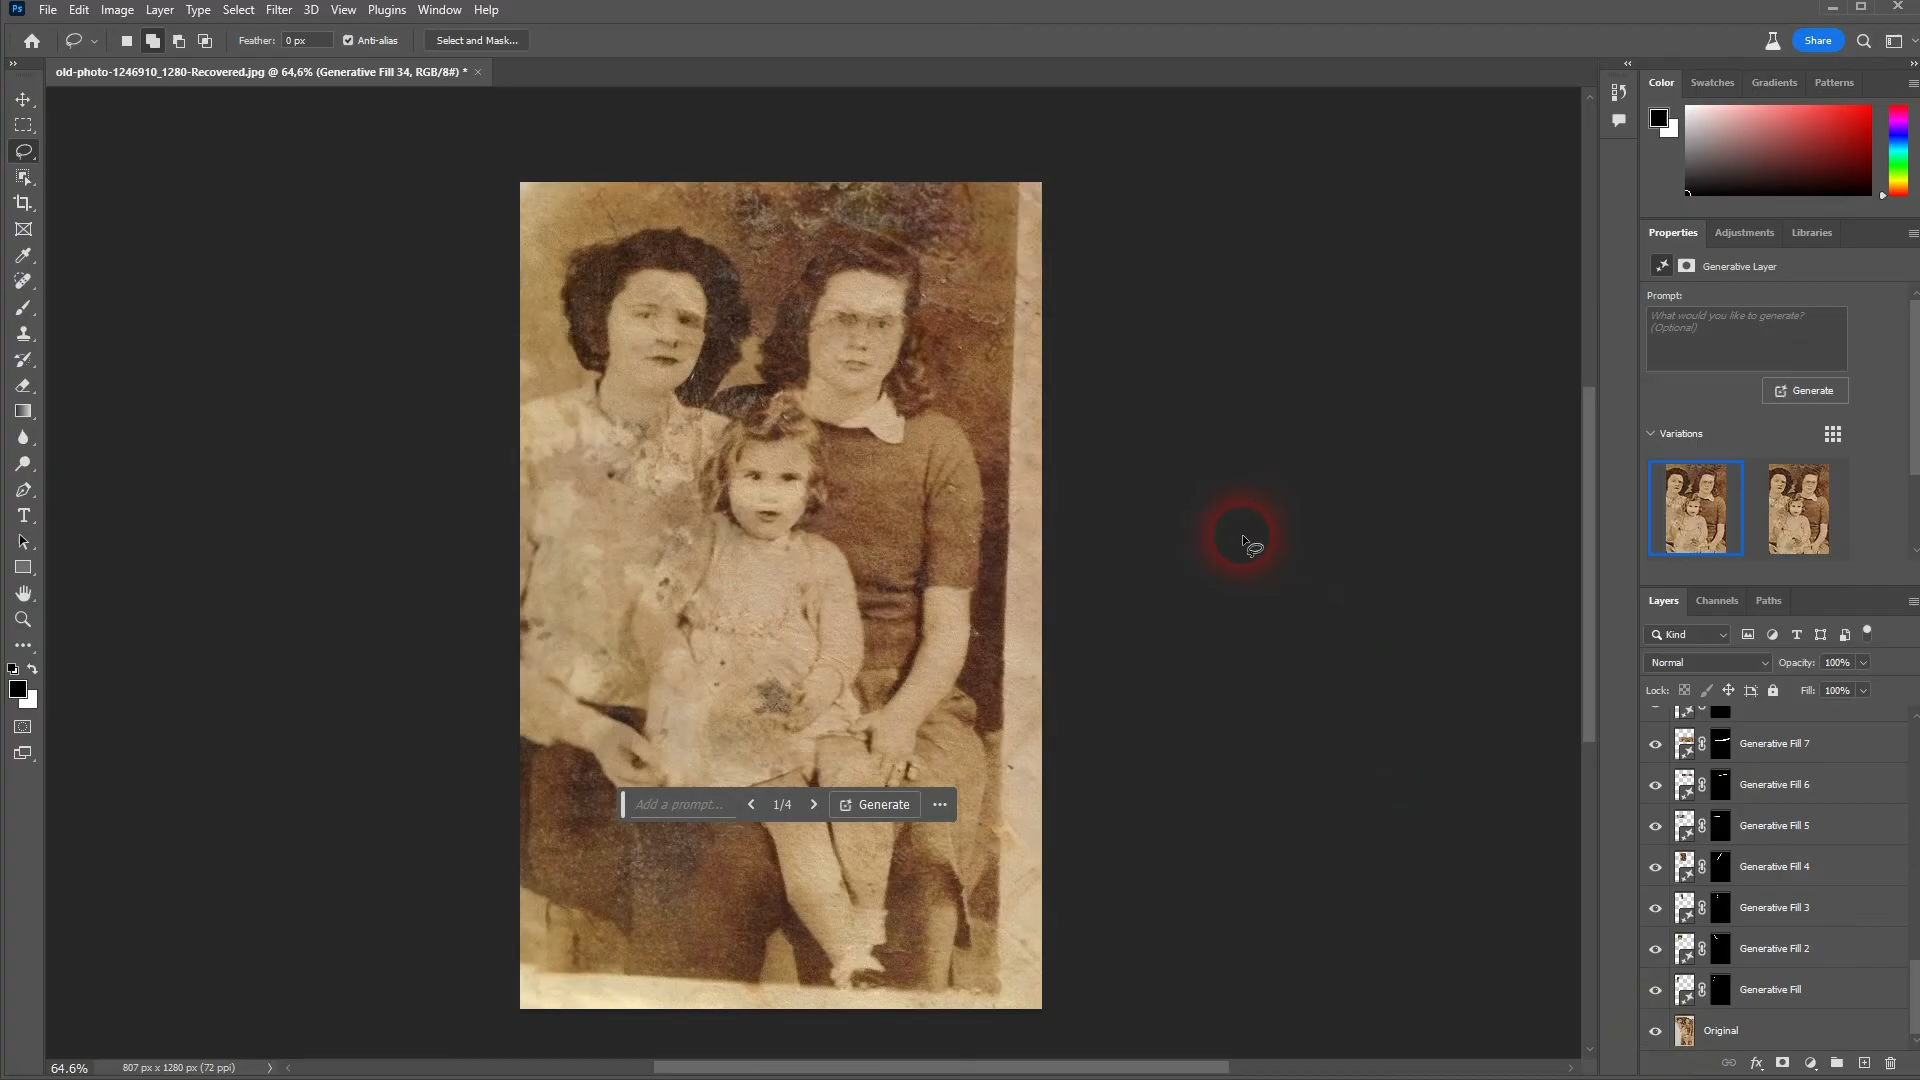 Ps File Edit Image Layer Type Select Filter 3D View Plugins Window Help
Feather: 0 px Anti-alias Select and Mask... Share
old-photo-1246910_1280-Recovered.jpg @ 64,6% (Generative Fill 34, RGB/8#) * ×
Color Swatches Gradients Patterns
Properties Adjustments Libraries
Generative Layer
Prompt:
What would you like to generate?
(Optional)
Generate
Variations
Add a prompt... 1/4 Generate
Layers Channels Paths
Kind
Normal Opacity: 100%
Lock: Fill: 100%
Generative Fill 7
Generative Fill 6
Generative Fill 5
Generative Fill 4
Generative Fill 3
Generative Fill 2
Generative Fill
Original
64.6% 807 px x 1280 px (72 ppi)